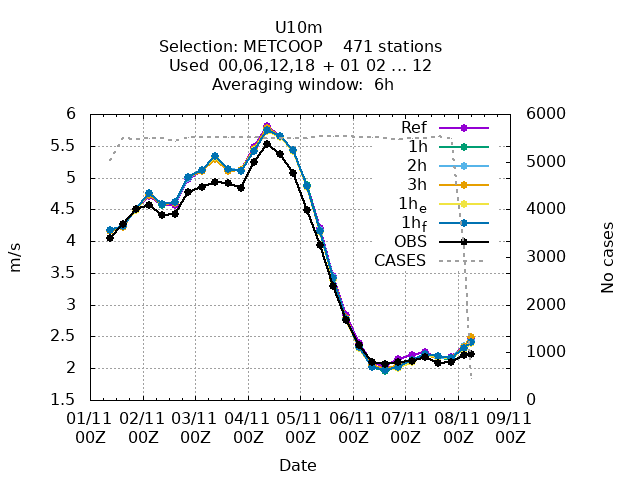 U10m
Selection: METCOOP    471 stations
Used  00,06,12,18  + 01 02 ... 12
Averaging window:  6h
6
5.5
5
4.5
4
3.5
3
2.5
2
1.5
m/s
6000
5000
4000
3000
2000
1000
0
No cases
Ref
1h
2h
3h
1he
1hf
OBS
CASES
01/11 02/11 03/11 04/11 05/11 06/11 07/11 08/11 09/11
00Z 00Z 00Z 00Z 00Z 00Z 00Z 00Z 00Z
Date